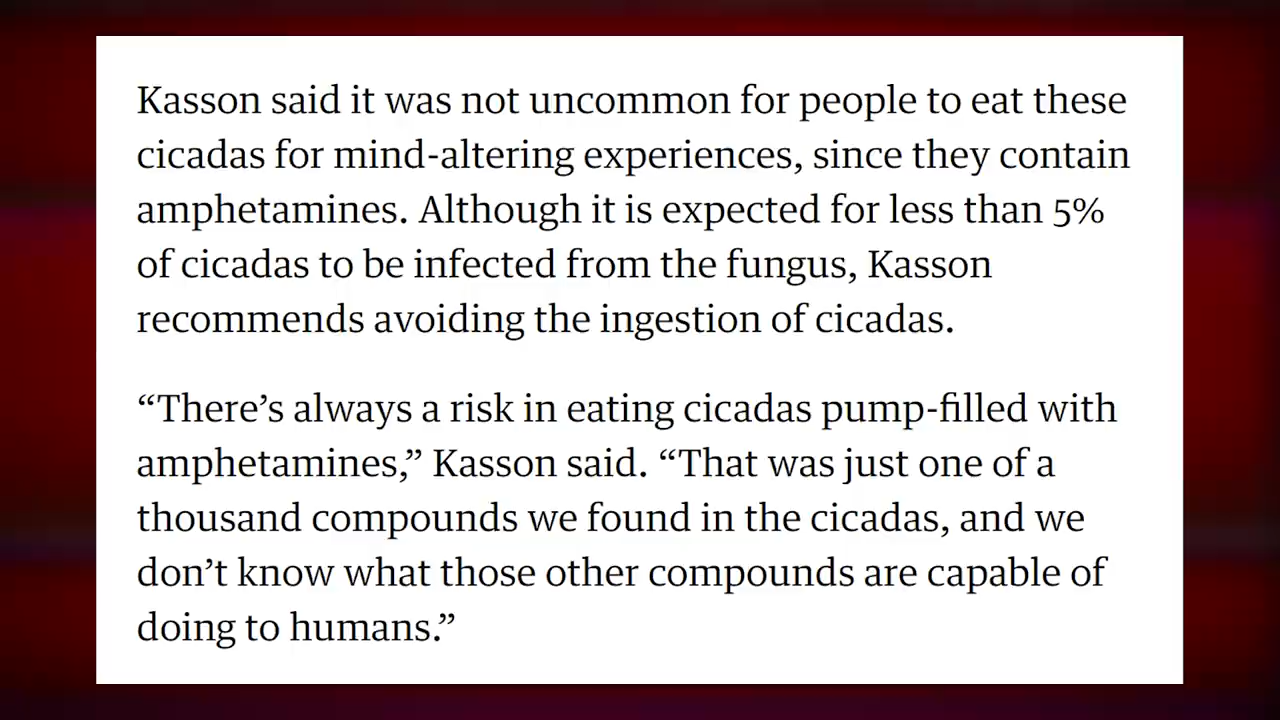 Kasson said it was not uncommon for people to eat these
cicadas for mind-altering experiences, since they contain
amphetamines. Although it is expected for less than 5%
of cicadas to be infected from the fungus, Kasson
recommends avoiding the ingestion of cicadas.
“There’s always a risk in eating cicadas pump-filled with
amphetamines,” Kasson said. “That was just one of a
thousand compounds we found in the cicadas, and we
don’t know what those other compounds are capable of
doing to humans.”